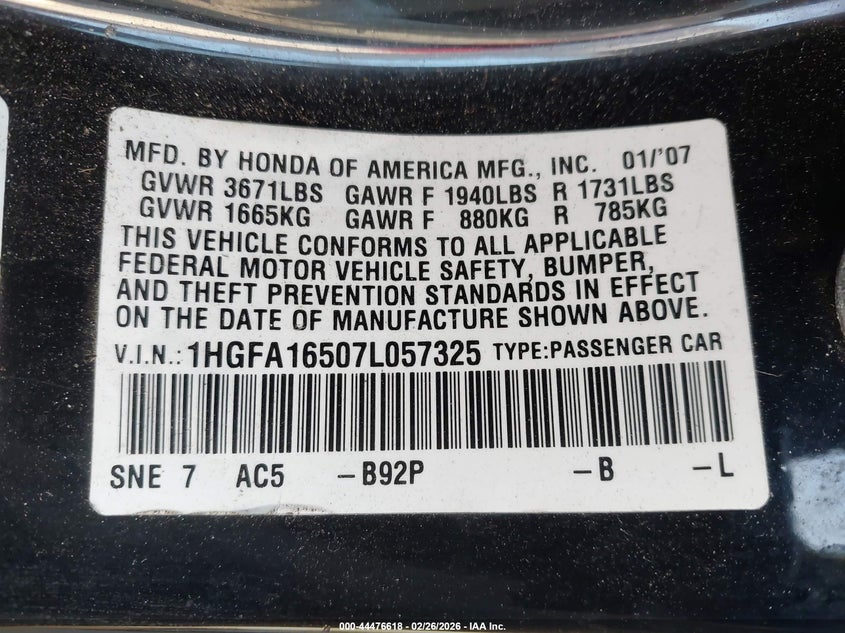 MFD. BY HONDA OF AMERICA MFG., INC. 01/'07
GVWR 3671LBS GAWR F 1940LBS R 1731LBS
GVWR 1665KG GAWR F 880KG R 785KG
THIS VEHICLE CONFORMS TO ALL APPLICABLE
FEDERAL MOTOR VEHICLE SAFETY, BUMPER,
AND THEFT PREVENTION STANDARDS IN EFFECT
ON THE DATE OF MANUFACTURE SHOWN ABOVE.
V.I.N.: 1HGFA16507L057325 TYPE:PASSENGER CAR
SNE 7 AC5 -B92P -B -L
000-44476618 - 02/26/2026 - IAA Inc.